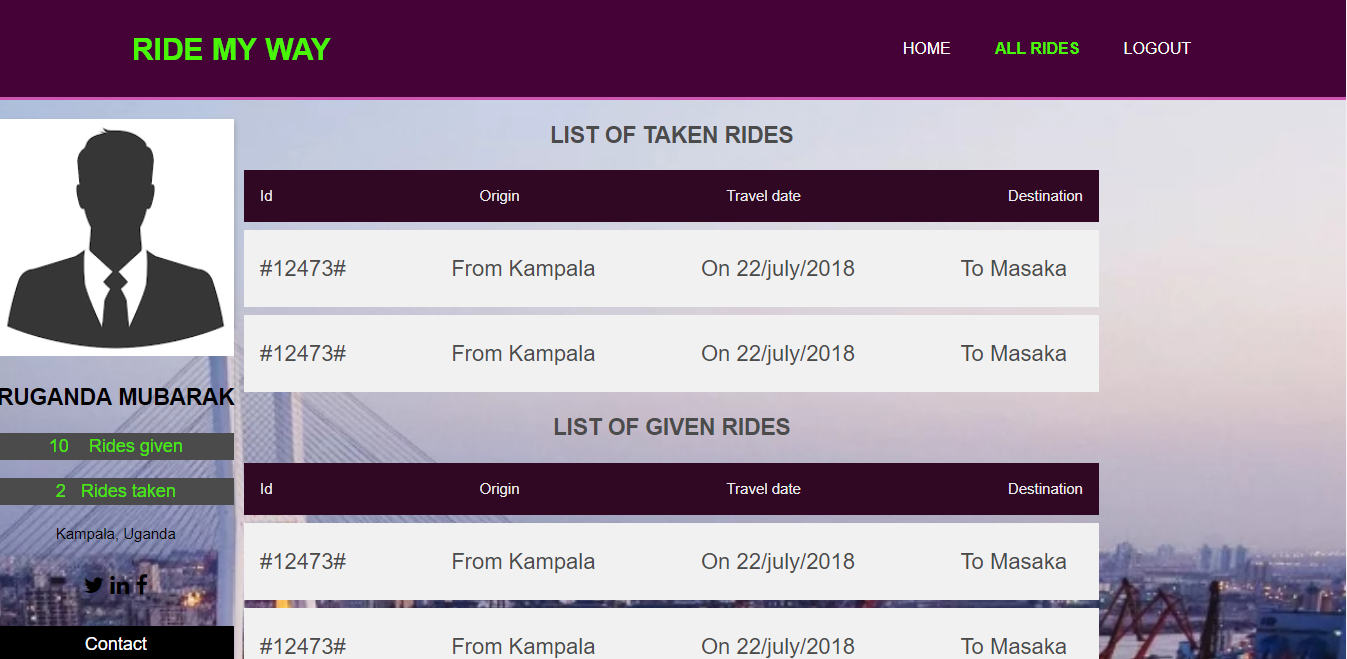 RIDE MY WAY
HOME ALL RIDES LOGOUT
RUGANDA MUBARAK
10 Rides given
2 Rides taken
Kampala, Uganda
Contact
LIST OF TAKEN RIDES
Id Origin Travel date Destination
#12473# From Kampala On 22/july/2018 To Masaka
#12473# From Kampala On 22/july/2018 To Masaka
LIST OF GIVEN RIDES
Id Origin Travel date Destination
#12473# From Kampala On 22/july/2018 To Masaka
#12473# From Kampala On 22/july/2018 To Masaka